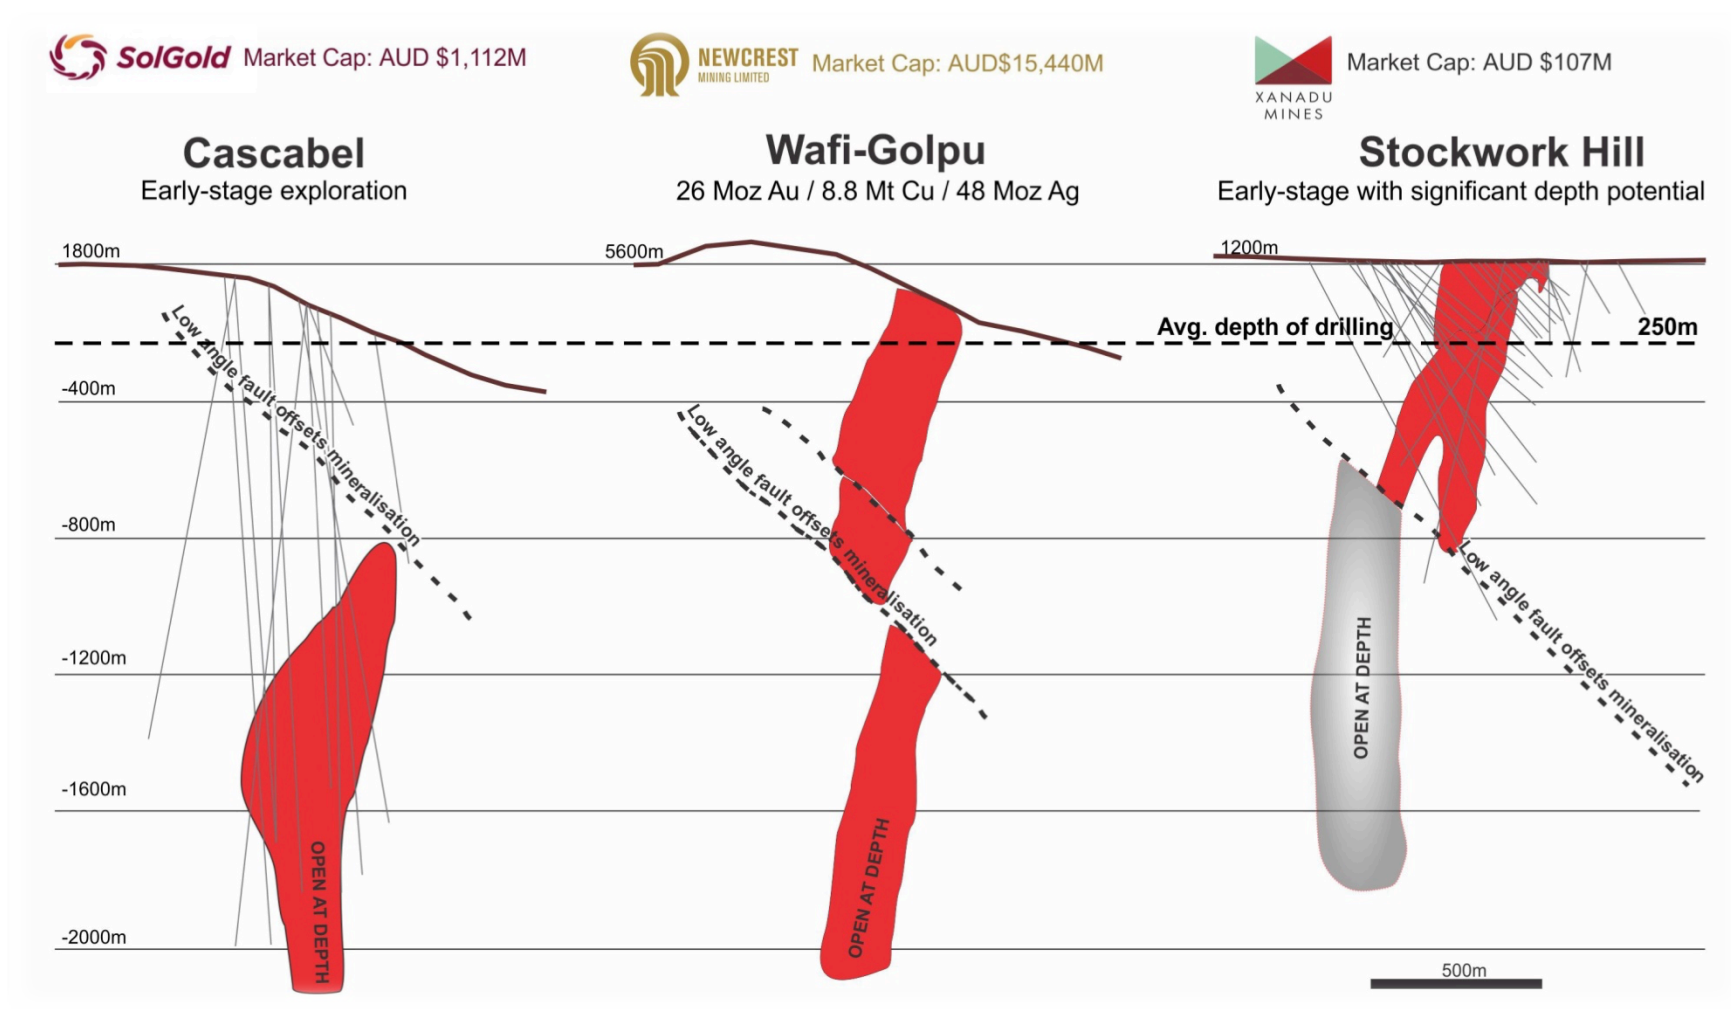 SolGold Market Cap: AUD $1,112M
NEWCREST
MINING LIMITED
Market Cap: AUD$15,440M
XANADU
MINES
Market Cap: AUD $107M
Cascabel
Early-stage exploration
Wafi-Golpu
26 Moz Au / 8.8 Mt Cu / 48 Moz Ag
Stockwork Hill
Early-stage with significant depth potential
1800m
5600m
1200m
Avg. depth of drilling
250m
-400m
-800m
-1200m
-1600m
-2000m
Low angle fault offsets mineralisation
Low angle fault offsets mineralisation
Low angle fault offsets mineralisation
OPEN AT DEPTH
OPEN AT DEPTH
OPEN AT DEPTH
500m